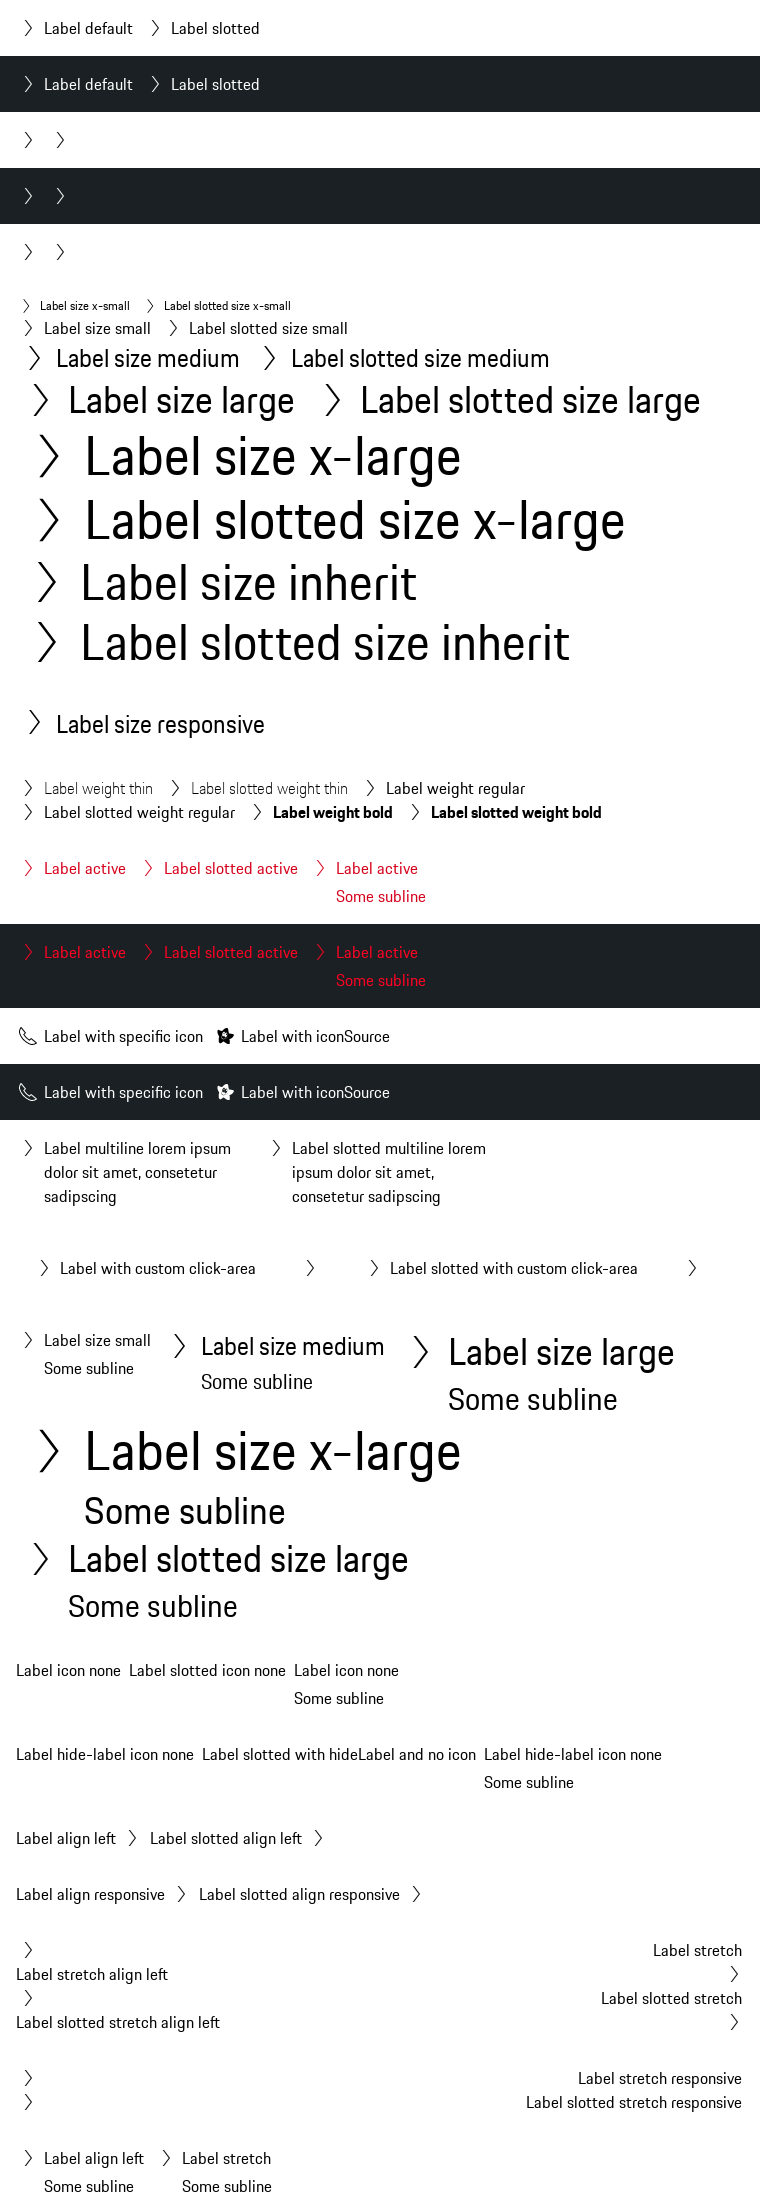 Label default Label slotted
Label default Label slotted
Label size x-small Label slotted size x-small
Label size small Label slotted size small
Label size medium Label slotted size medium
Label size large Label slotted size large
Label size x-large
Label slotted size x-large
Label size inherit
Label slotted size inherit
Label size responsive
Label weight thin Label slotted weight thin Label weight regular
Label slotted weight regular Label weight bold Label slotted weight bold
Label active Label slotted active Label active
Some subline
Label active Label slotted active Label active
Some subline
Label with specific icon Label with iconSource
Label with specific icon Label with iconSource
Label multiline lorem ipsum
dolor sit amet, consetetur
sadipscing
Label slotted multiline lorem
ipsum dolor sit amet,
consetetur sadipscing
Label with custom click-area Label slotted with custom click-area
Label size small
Some subline
Label size medium
Some subline
Label size large
Some subline
Label size x-large
Some subline
Label slotted size large
Some subline
Label icon none Label slotted icon none Label icon none
Some subline
Label hide-label icon none Label slotted with hideLabel and no icon Label hide-label icon none
Some subline
Label align left Label slotted align left
Label align responsive Label slotted align responsive
Label stretch
Label stretch align left
Label slotted stretch
Label slotted stretch align left
Label stretch responsive
Label slotted stretch responsive
Label align left Label stretch
Some subline Some subline